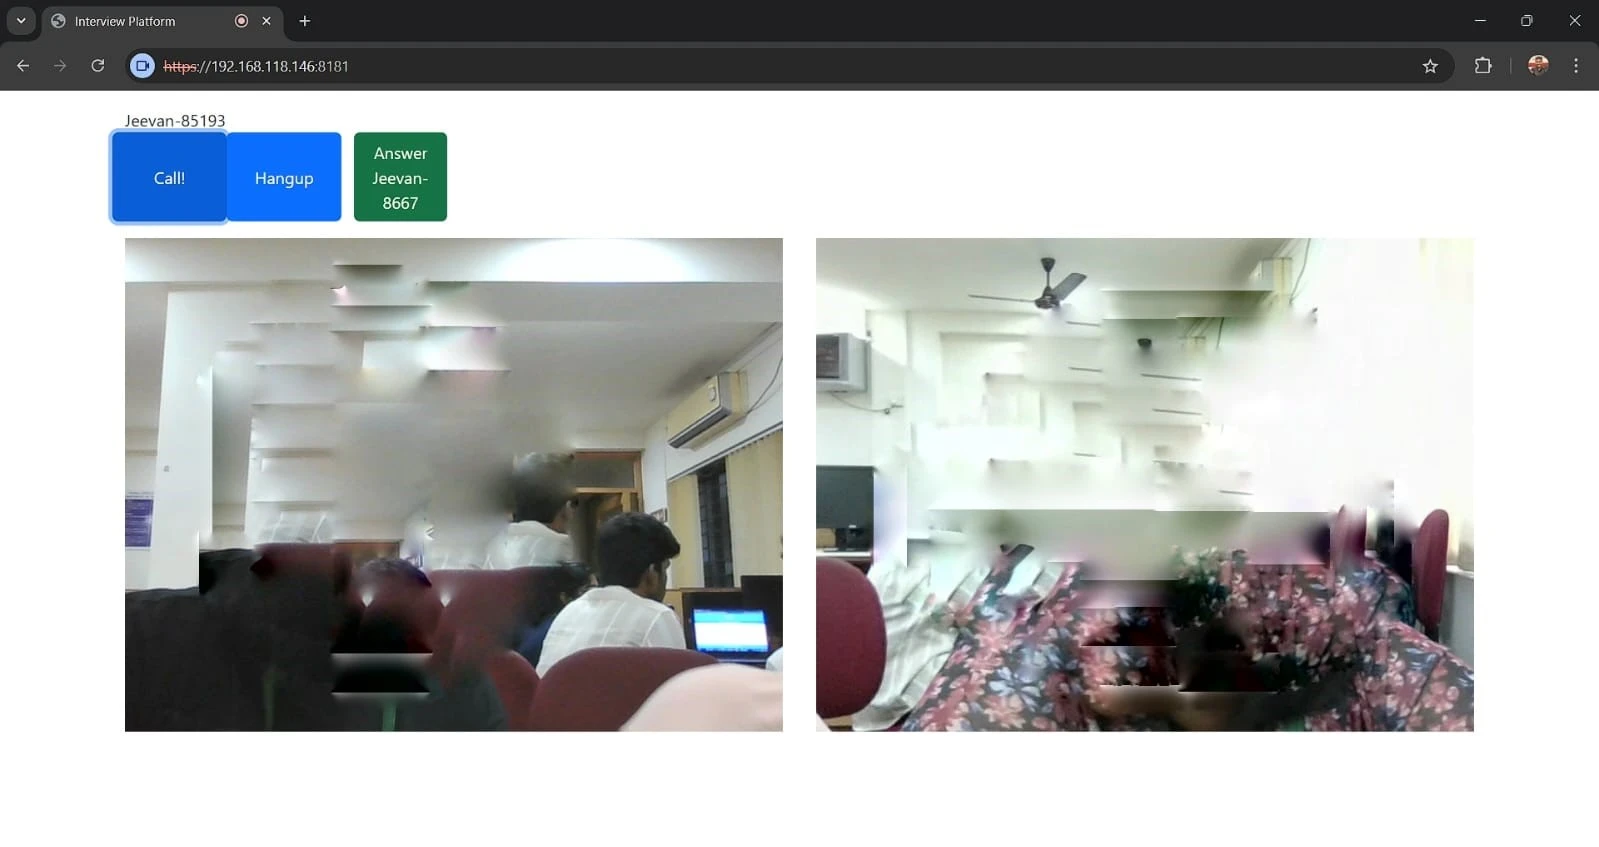 Interview Platform
https://192.168.118.146:8181
Jeevan-85193
Call!
Hangup
Answer
Jeevan-
8667